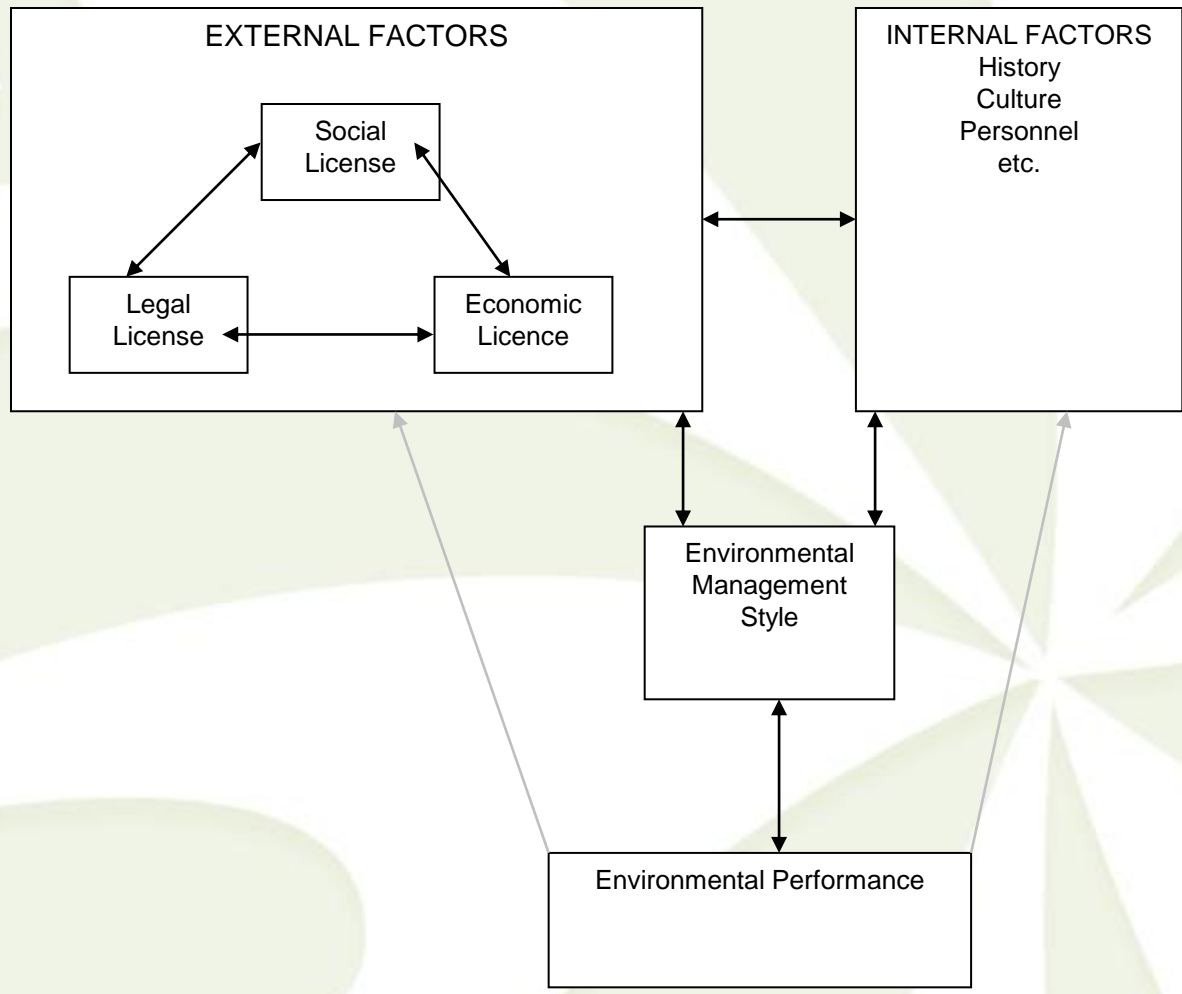 EXTERNAL FACTORS
Social
License
Legal
License
Economic
Licence
INTERNAL FACTORS
History
Culture
Personnel
etc.
Environmental
Management
Style
Environmental Performance